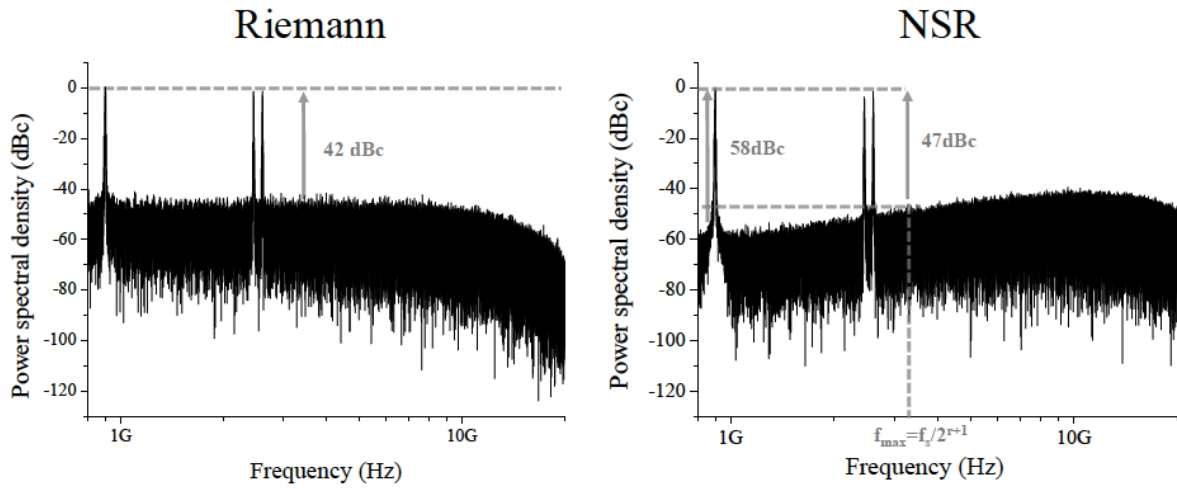 Riemann
NSR
Power spectral density (dBc)
0
-20
-40
-60
-80
-100
-120
42 dBc
1G
10G
Frequency (Hz)
Power spectral density (dBc)
0
-20
-40
-60
-80
-100
-120
58dBc
47dBc
1G
10G
fmax=fs/2r+1
Frequency (Hz)